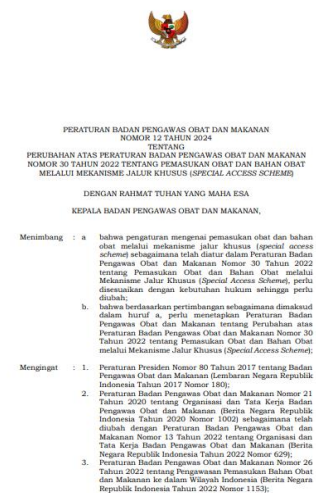 PERATURAN BADAN PENGAWAS OBAT DAN MAKANAN
NOMOR 12 TAHUN 2024
TENTANG
PERUBAHAN ATAS PERATURAN BADAN PENGAWAS OBAT DAN MAKANAN
NOMOR 30 TAHUN 2022 TENTANG PEMASUKAN OBAT DAN BAHAN OBAT
MELALUI MEKANISME JALUR KHUSUS (SPECIAL ACCESS SCHEME)
DENGAN RAHMAT TUHAN YANG MAHA ESA
KEPALA BADAN PENGAWAS OBAT DAN MAKANAN,
Menimbang : a bahwa pengaturan mengenai pemasukan obat dan bahan
obat melalui mekanisme jalur khusus (special access
scheme) sebagaimana telah diatur dalam Peraturan Badan
Pengawas Obat dan Makanan Nomor 30 Tahun 2022
tentang Pemasukan Obat dan Bahan Obat Melalui
Mekanisme Jalur Khusus (Special Access Scheme), perlu
disesuaikan dengan kebutuhan hukum sehingga perlu
diubah;
b. bahwa berdasarkan pertimbangan sebagaimana dimaksud
dalam huruf a, perlu menetapkan Peraturan Badan
Pengawas Obat dan Makanan tentang Perubahan atas
Peraturan Badan Pengawas Obat dan Makanan Nomor 30
Tahun 2022 tentang Pemasukan Obat dan Bahan Obat
melalui Mekanisme Jalur Khusus (Special Access Scheme);
Mengingat : 1. Peraturan Presiden Nomor 80 Tahun 2017 tentang Badan
Pengawas Obat dan Makanan (Lembaran Negara Republik
Indonesia Tahun 2017 Nomor 180);
2. Peraturan Badan Pengawas Obat dan Makanan Nomor 21
Tahun 2020 tentang Organisasi dan Tata Kerja Badan
Pengawas Obat dan Makanan (Berita Negara Republik
Indonesia Tahun 2020 Nomor 1002) sebagaimana telah
diubah dengan Peraturan Badan Pengawas Obat dan
Makanan Nomor 13 Tahun 2022 tentang Organisasi dan
Tata Kerja Badan Pengawas Obat dan Makanan (Berita
Negara Republik Indonesia Tahun 2022 Nomor 629);
3. Peraturan Badan Pengawas Obat dan Makanan Nomor 26
Tahun 2022 tentang Pengawasan Pemasukan Bahan Obat
dan Makanan ke dalam Wilayah Indonesia (Berita Negara
Republik Indonesia Tahun 2022 Nomor 1153);